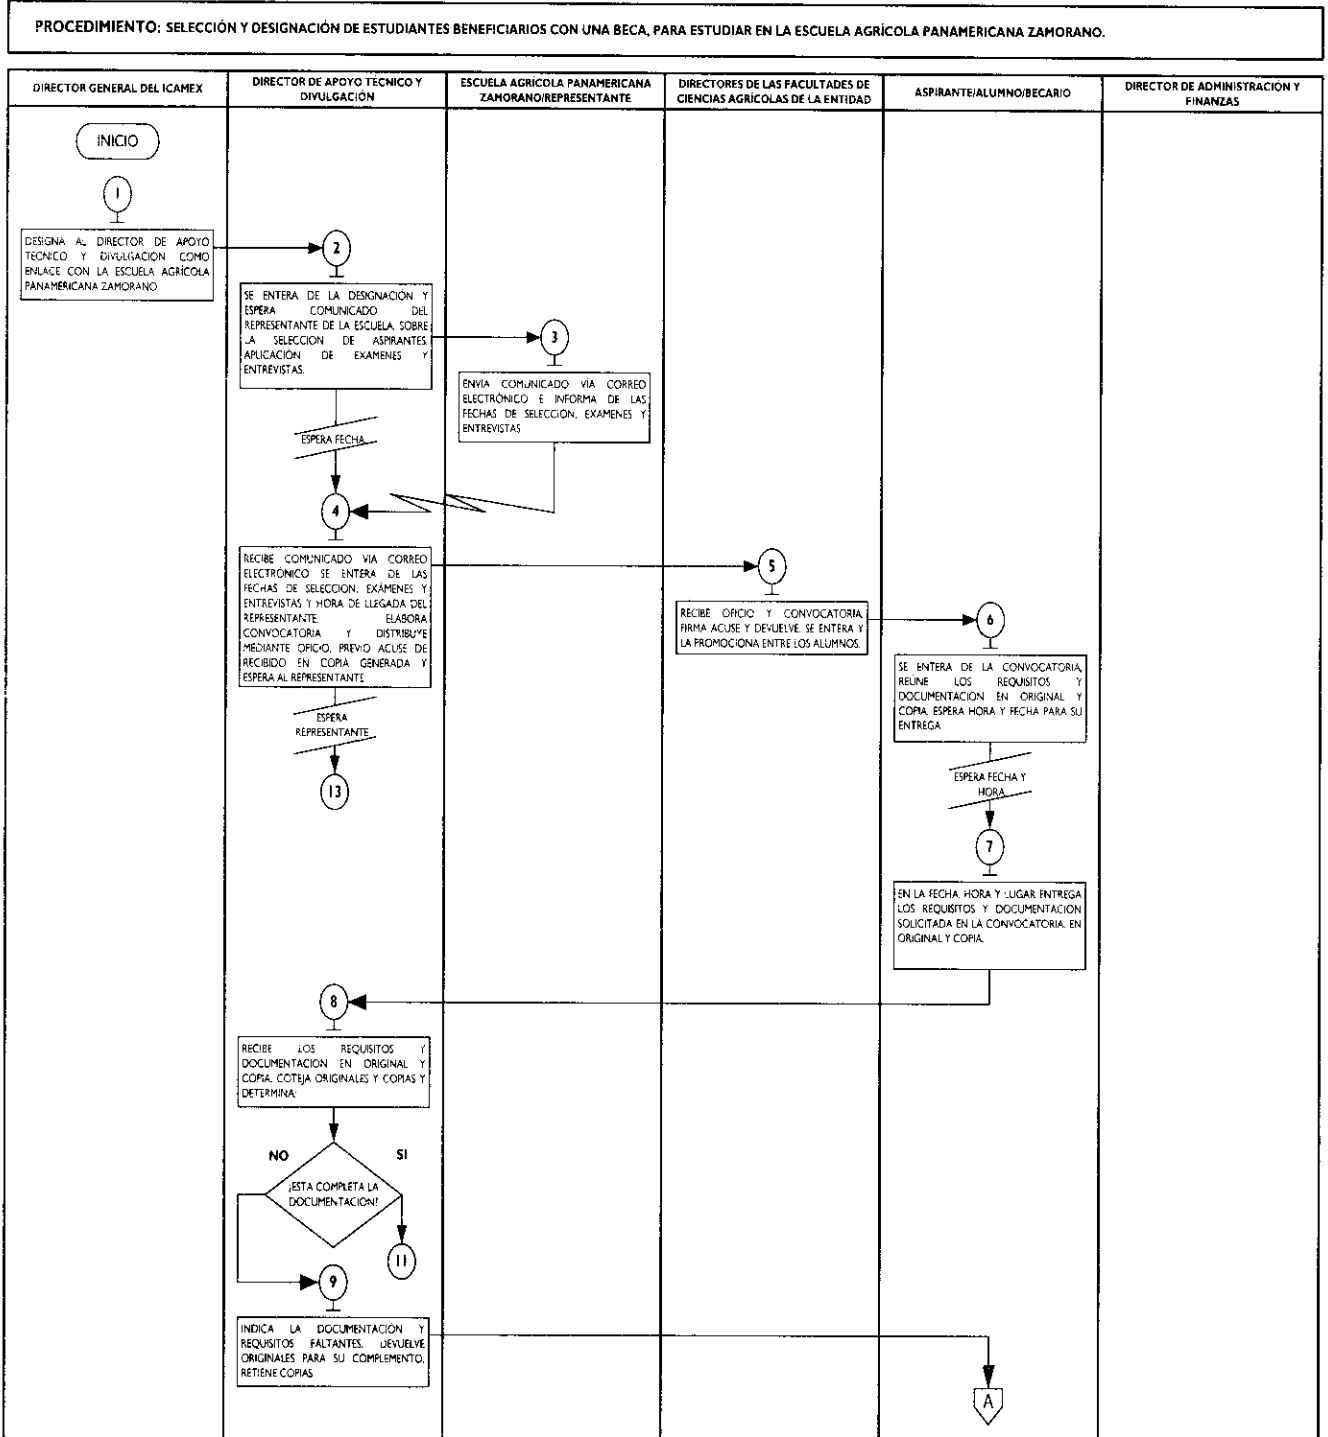 PROCEDIMIENTO: SELECCIÓN Y DESIGNACIÓN DE ESTUDIANTES BENEFICIARIOS CON UNA BECA, PARA ESTUDIAR EN LA ESCUELA AGRÍCOLA PANAMERICANA ZAMORANO.
DIRECTOR GENERAL DEL ICAMEX
DIRECTOR DE APOYO TÉCNICO Y
DIVULGACIÓN
ESCUELA AGRÍCOLA PANAMERICANA
ZAMORANO/REPRESENTANTE
DIRECTORES DE LAS FACULTADES DE
CIENCIAS AGRÍCOLAS DE LA ENTIDAD
ASPIRANTE/ALUMNO/BECARIO
DIRECTOR DE ADMINISTRACIÓN Y
FINANZAS
INICIO
1
DESIGNA AL DIRECTOR DE APOYO
TECNICO Y DIVULGACION COMO
ENLACE CON LA ESCUELA AGRÍCOLA
PANAMERICANA ZAMORANO
2
SE ENTERA DE LA DESIGNACIÓN Y
ESPERA COMUNICADO DEL
REPRESENTANTE DE LA ESCUELA, SOBRE
LA SELECCION DE ASPIRANTES.
APLICACIÓN DE EXAMENES Y
ENTREVISTAS.
3
ENVIA COMUNICADO VÍA CORREO
ELECTRÓNICO E INFORMA DE LAS
FECHAS DE SELECCION, EXAMENES Y
ENTREVISTAS
ESPERA FECHA
4
RECIBE COMUNICADO VIA CORREO
ELECTRÓNICO SE ENTERA DE LAS
FECHAS DE SELECCION, EXÁMENES Y
ENTREVISTAS Y HORA DE LLEGADA DEL
REPRESENTANTE. ELABORA
CONVOCATORIA Y DISTRIBUYE
MEDIANTE OFICIO, PREVIO ACUSE DE
RECIBIDO EN COPIA GENERADA Y
ESPERA AL REPRESENTANTE
ESPERA
REPRESENTANTE
13
5
RECIBE OFICIO Y CONVOCATORIA,
FIRMA ACUSE Y DEVUELVE. SE ENTERA Y
LA PROMOCIONA ENTRE LOS ALUMNOS.
6
SE ENTERA DE LA CONVOCATORIA,
REÚNE LOS REQUISITOS Y
DOCUMENTACION EN ORIGINAL Y
COPIA. ESPERA HORA Y FECHA PARA SU
ENTREGA
ESPERA FECHA Y
HORA
7
EN LA FECHA, HORA Y LUGAR ENTREGA
LOS REQUISITOS Y DOCUMENTACION
SOLICITADA EN LA CONVOCATORIA, EN
ORIGINAL Y COPIA.
8
RECIBE LOS REQUISITOS Y
DOCUMENTACION EN ORIGINAL Y
COPIA. COTEJA ORIGINALES Y COPIAS Y
DETERMINA:
NO
SI
¿ESTA COMPLETA LA
DOCUMENTACION?
11
9
INDICA LA DOCUMENTACIÓN Y
REQUISITOS FALTANTES. DEVUELVE
ORIGINALES PARA SU COMPLEMENTO,
RETIENE COPIAS
A